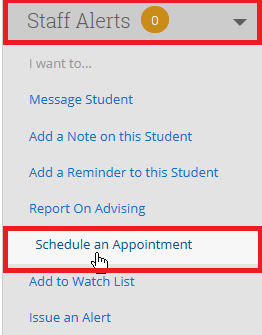 Staff Alerts 0
I want to...
Message Student
Add a Note on this Student
Add a Reminder to this Student
Report On Advising
Schedule an Appointment
Add to Watch List
Issue an Alert